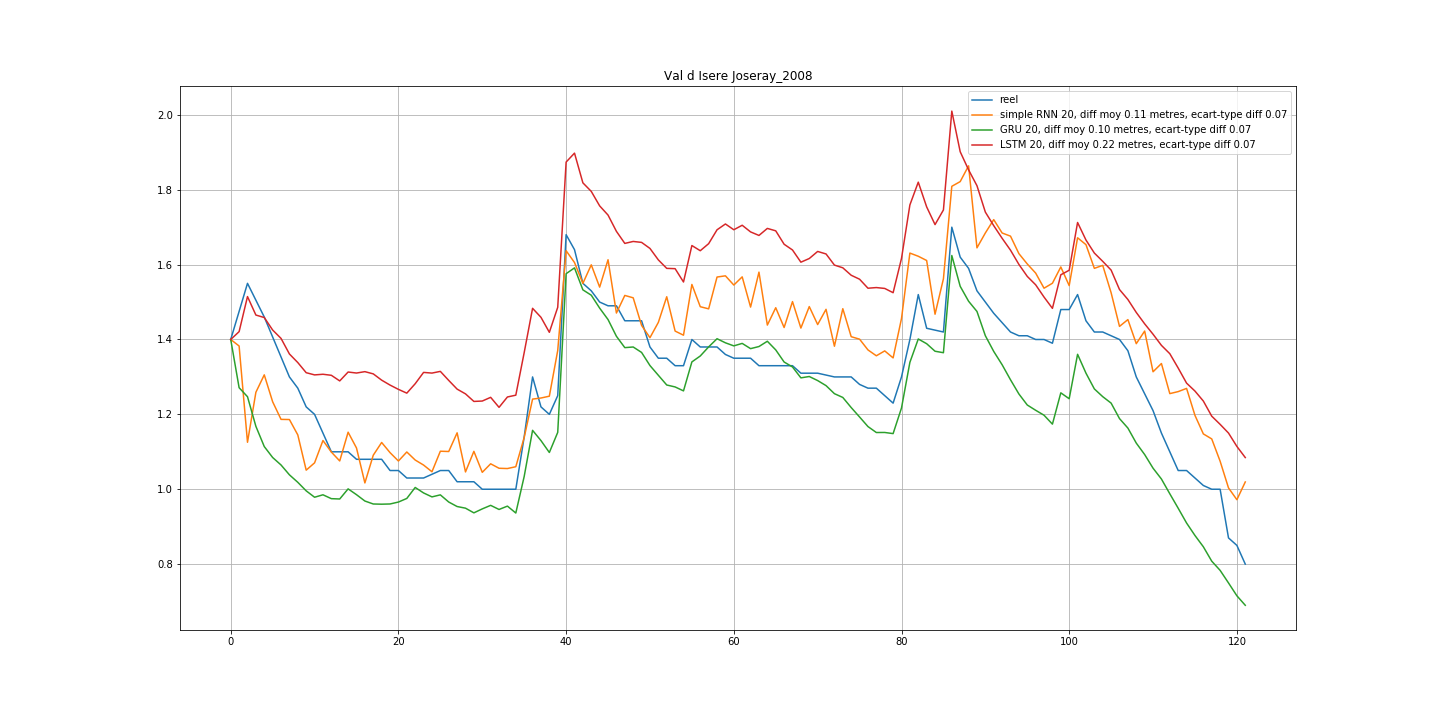 Val d Isere Joseray_2008
reel
simple RNN 20, diff moy 0.11 metres, ecart-type diff 0.07
GRU 20, diff moy 0.10 metres, ecart-type diff 0.07
LSTM 20, diff moy 0.22 metres, ecart-type diff 0.07
2.0
1.8
1.6
1.4
1.2
1.0
0.8
0 20 40 60 80 100 120